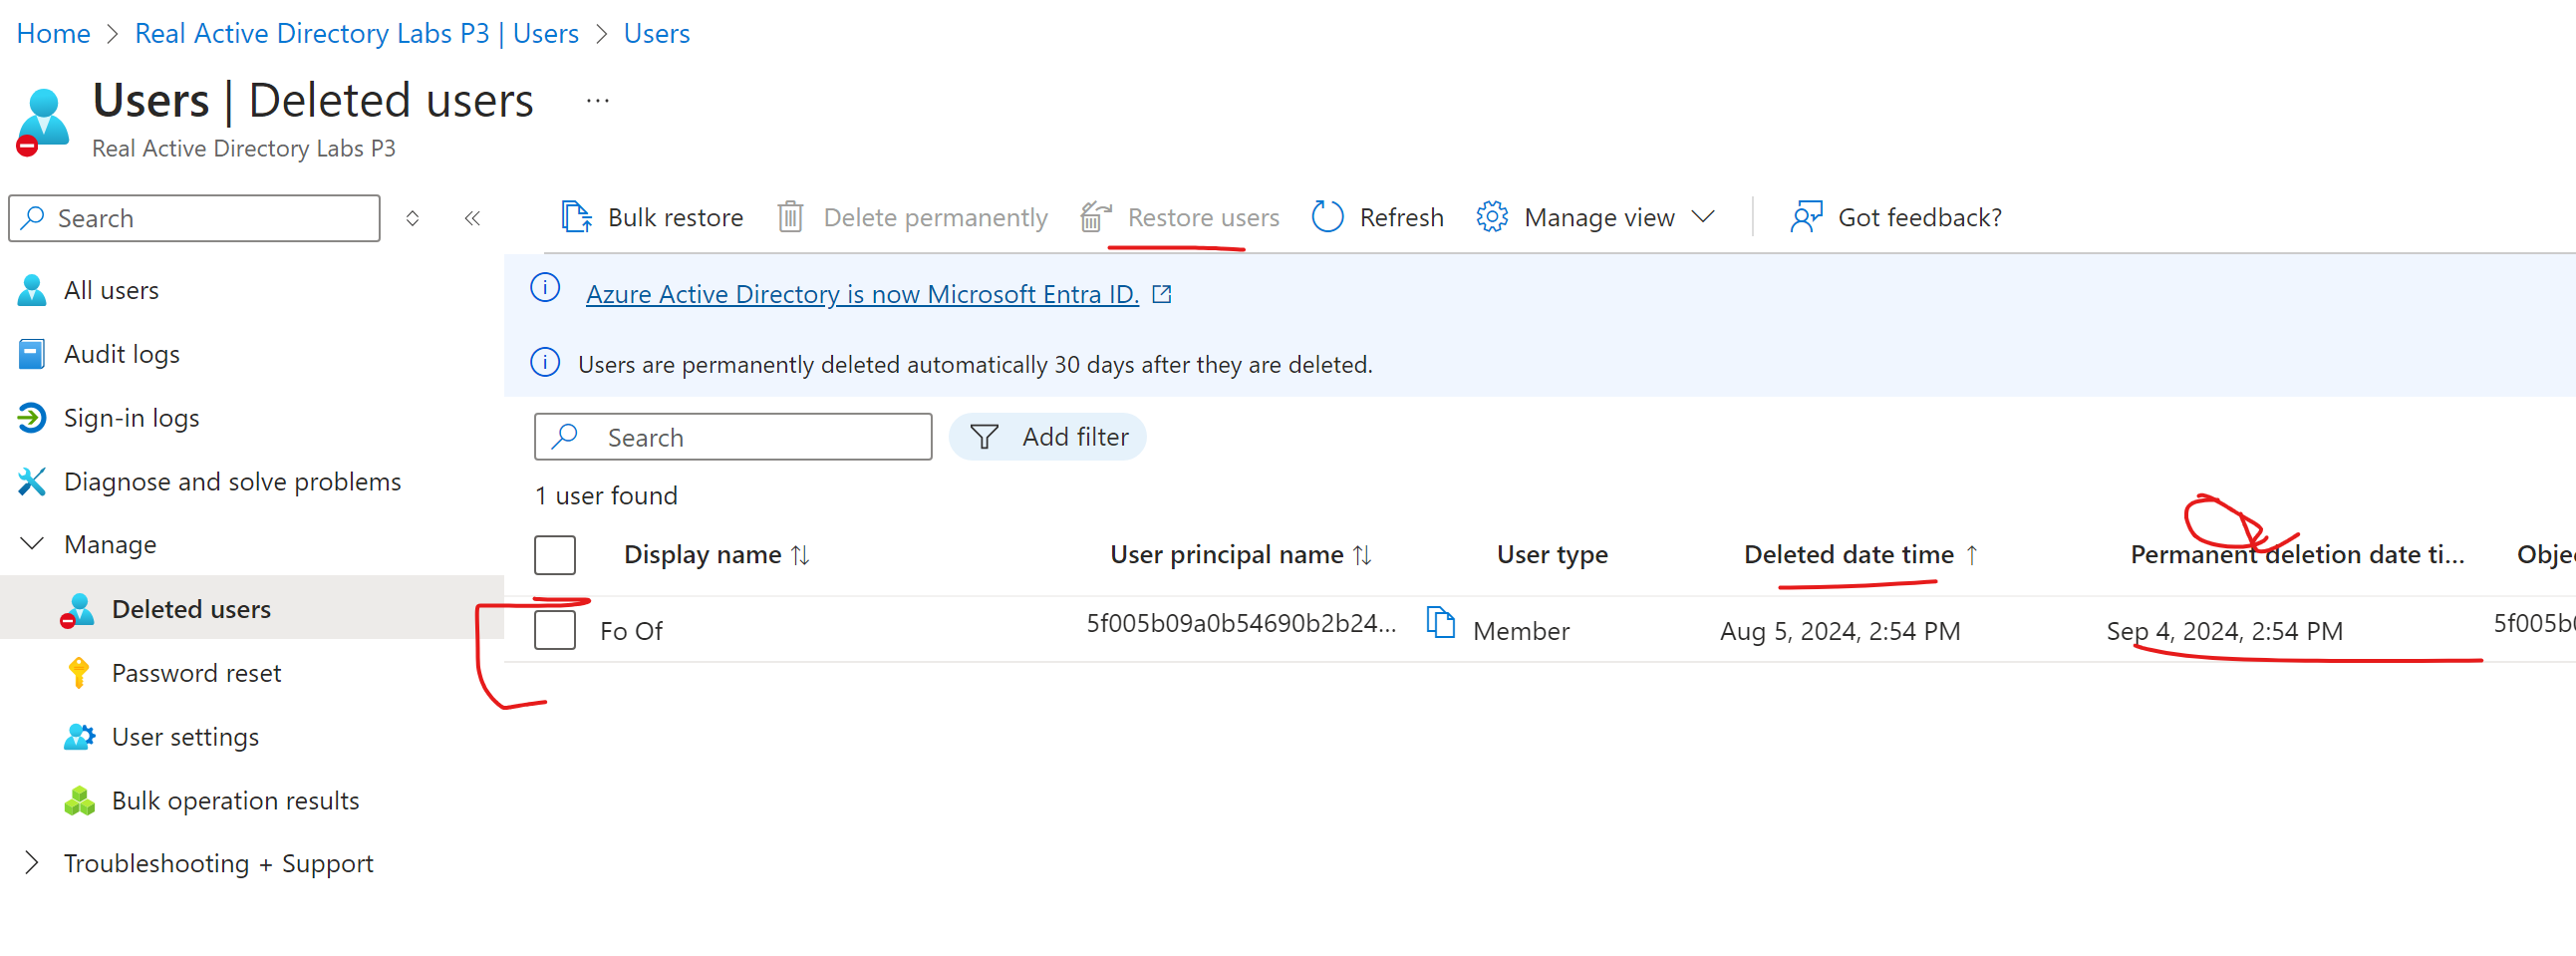 Home > Real Active Directory Labs P3 | Users > Users
Users | Deleted users ...
Real Active Directory Labs P3
Search
Bulk restore Delete permanently Restore users Refresh Manage view Got feedback?
All users
Audit logs
Sign-in logs
Diagnose and solve problems
Manage
Deleted users
Password reset
User settings
Bulk operation results
Troubleshooting + Support
Azure Active Directory is now Microsoft Entra ID.
Users are permanently deleted automatically 30 days after they are deleted.
Search Add filter
1 user found
Display name User principal name User type Deleted date time Permanent deletion date ti... Objec
Fo Of 5f005b09a0b54690b2b24... Member Aug 5, 2024, 2:54 PM Sep 4, 2024, 2:54 PM 5f005b0